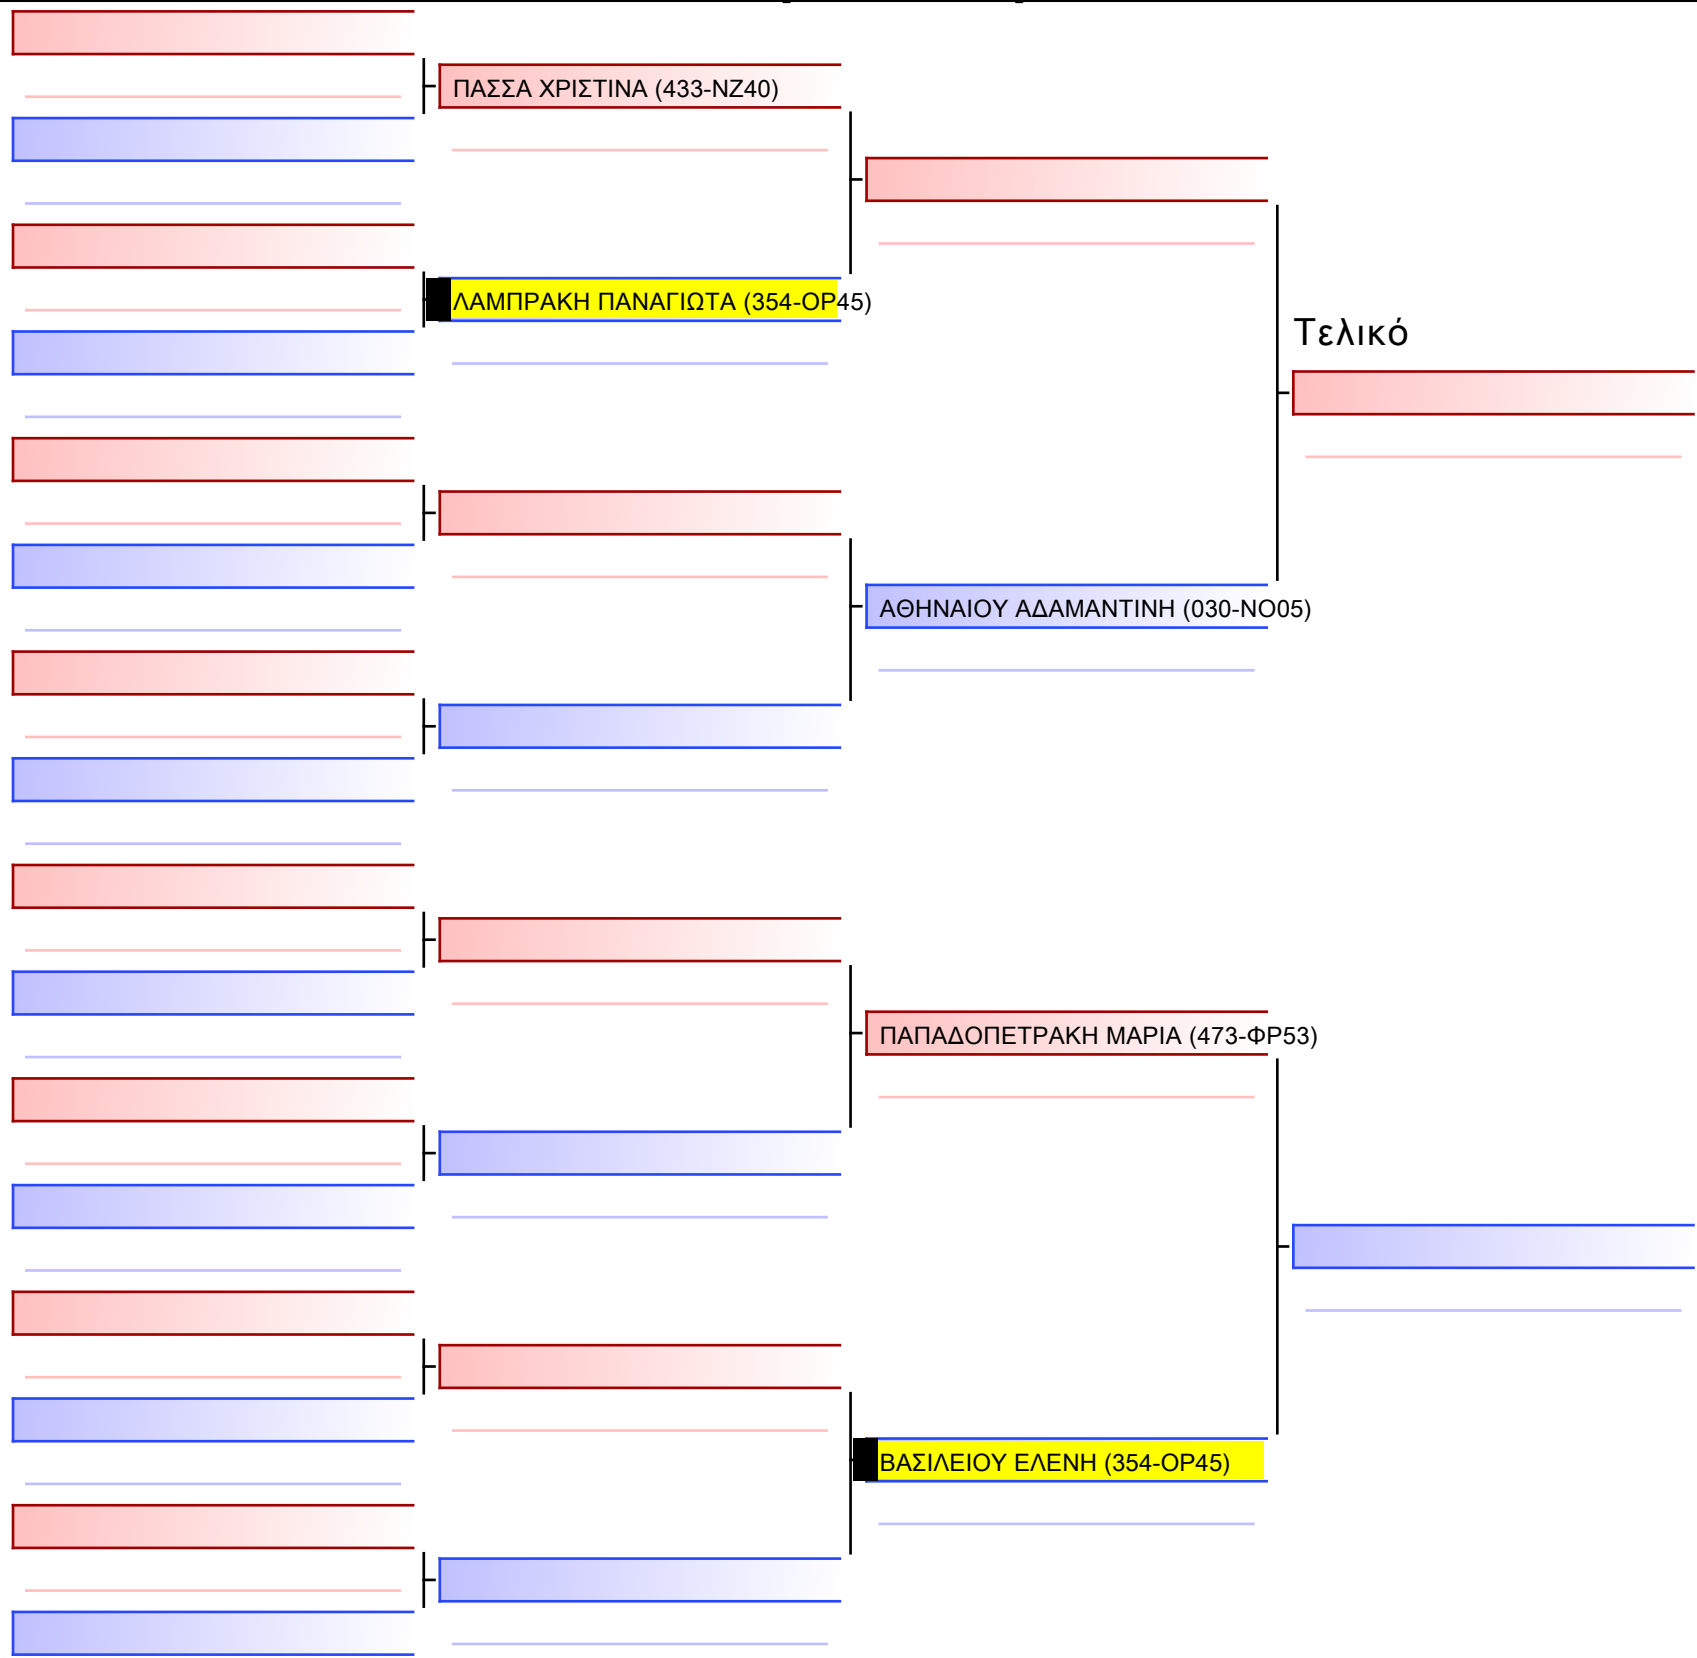 ΠΑΣΣΑ ΧΡΙΣΤΙΝΑ (433-ΝΖ40)
ΛΑΜΠΡΑΚΗ ΠΑΝΑΓΙΩΤΑ (354-ΟΡ45)
Τελικό
ΑΘΗΝΑΙΟΥ ΑΔΑΜΑΝΤΙΝΗ (030-ΝΟ05)
ΠΑΠΑΔΟΠΕΤΡΑΚΗ ΜΑΡΙΑ (473-ΦΡ53)
ΒΑΣΙΛΕΙΟΥ ΕΛΕΝΗ (354-ΟΡ45)